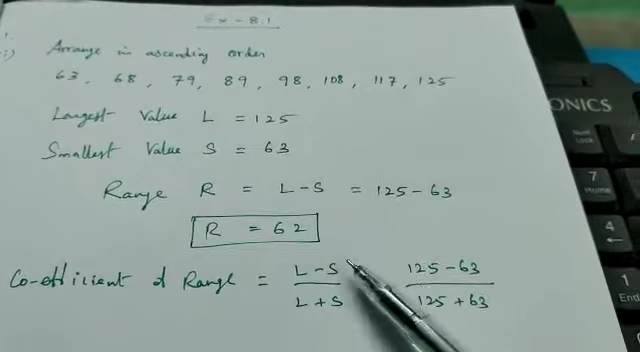 Ex - 8.1
i)
Arrange in ascending order
63, 68, 79, 89, 98, 108, 117, 125
Largest Value L = 125
Smallest Value S = 63
Range R = L - S = 125 - 63
R = 62
Co-efficient of Range = L - S / L + S 125 - 63 / 125 + 63
ONICS
Num Lock
7 Home
4 ←
1 End